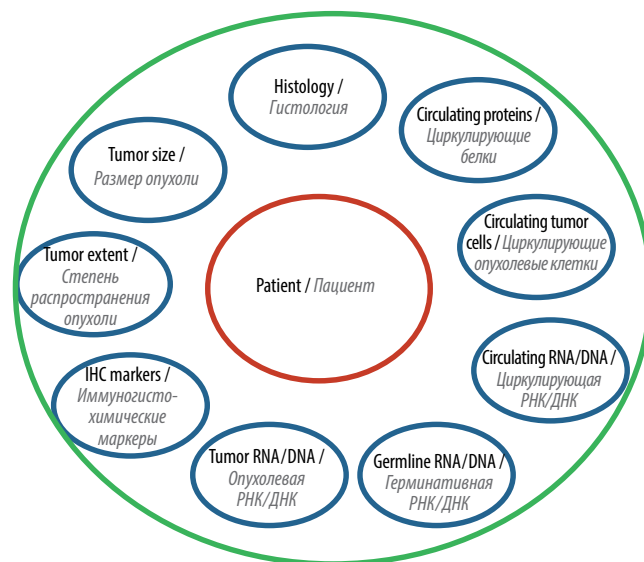 Histology /
Гистология
Circulating proteins /
Циркулирующие
белки
Tumor size /
Размер опухоли
Circulating tumor
cells / Циркулирующие
опухолевые клетки
Tumor extent /
Степень
распространения
опухоли
Patient / Пациент
Circulating RNA/DNA /
Циркулирующая
РНК/ДНК
IHC markers /
Иммуногисто-
химические
маркеры
Tumor RNA/DNA /
Опухолевая
РНК/ДНК
Germline RNA/DNA /
Герминативная
РНК/ДНК